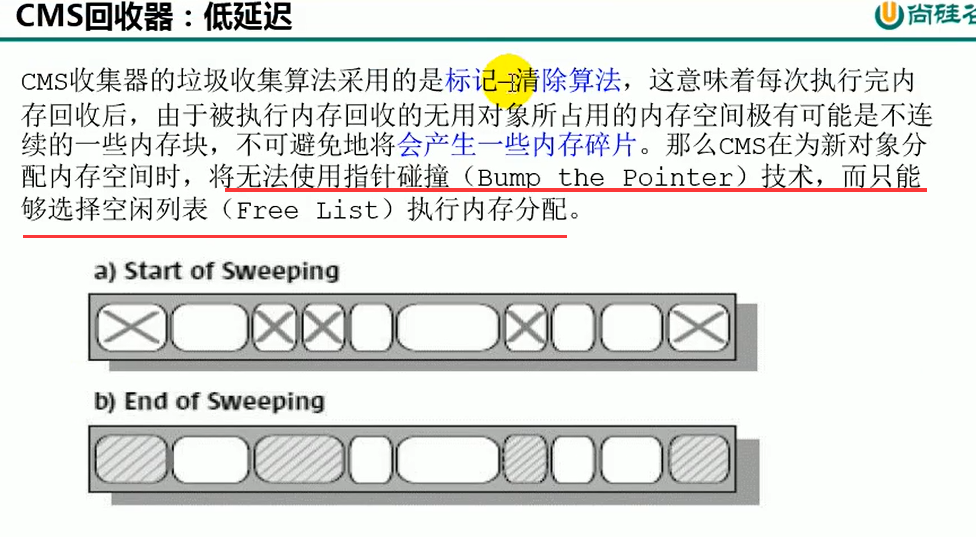 CMS回收器：低延迟
尚硅谷
CMS收集器的垃圾收集算法采用的是标记-清除算法，这意味着每次执行完内
存回收后，由于被执行内存回收的无用对象所占用的内存空间极有可能是不连
续的一些内存块，不可避免地将会产生一些内存碎片。那么CMS在为新对象分
配内存空间时，将无法使用指针碰撞（Bump the Pointer）技术，而只能
够选择空闲列表（Free List）执行内存分配。
a) Start of Sweeping
b) End of Sweeping